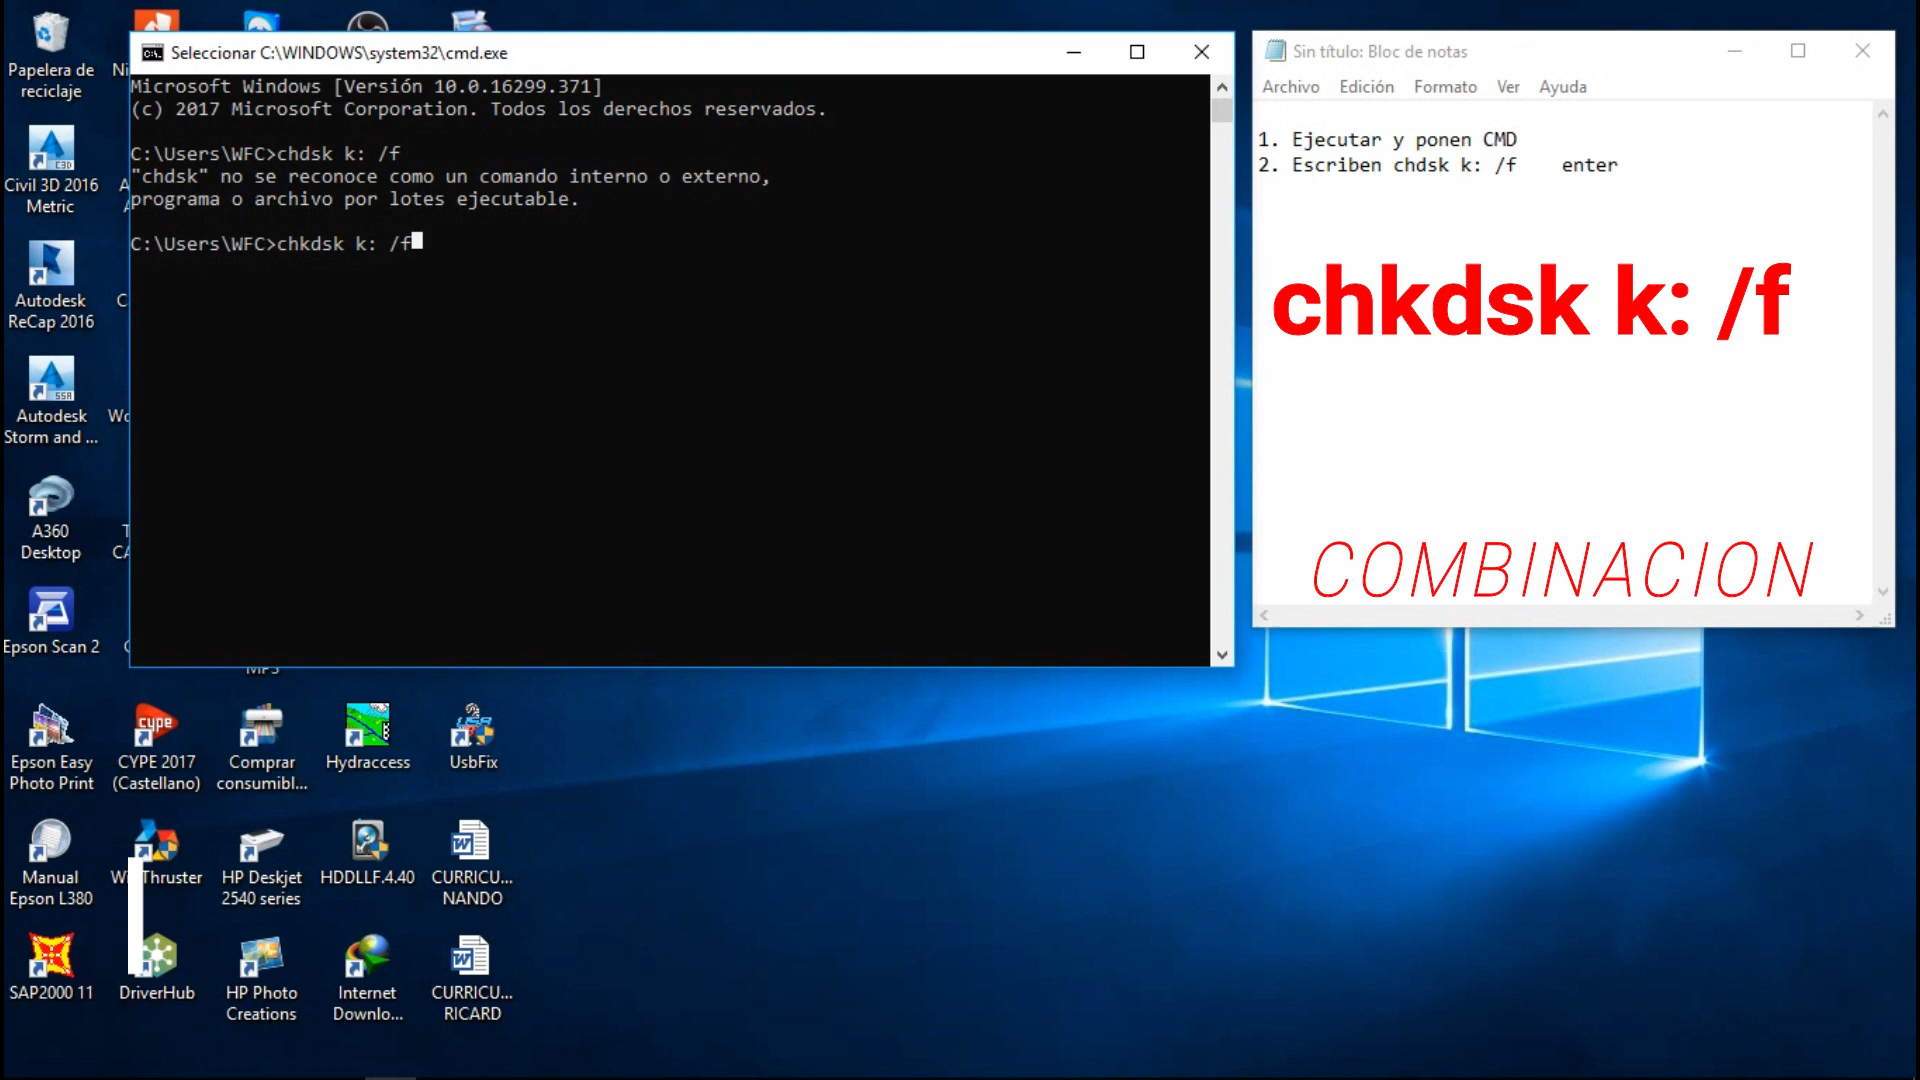 Papelera de
reciclaje
Civil 3D 2016
Metric
Autodesk
ReCap 2016
Autodesk
Storm and ...
A360
Desktop
Epson Scan 2
Seleccionar C:\WINDOWS\system32\cmd.exe
Microsoft Windows [Versión 10.0.16299.371]
(c) 2017 Microsoft Corporation. Todos los derechos reservados.
C:\Users\WFC>chdsk k: /f
"chdsk" no se reconoce como un comando interno o externo,
programa o archivo por lotes ejecutable.
C:\Users\WFC>chkdsk k: /f
Sin título: Bloc de notas
Archivo Edición Formato Ver Ayuda
1. Ejecutar y ponen CMD
2. Escriben chdsk k: /f enter
chkdsk k: /f
COMBINACION
Epson Easy
Photo Print
CYPE 2017
(Castellano)
Comprar
consumibl...
Hydraccess
UsbFix
Manual
Epson L380
HP Deskjet
2540 series
HDDLLF.4.40
CURRICU...
NANDO
SAP2000 11
DriverHub
HP Photo
Creations
Internet
Downlo...
CURRICU...
RICARD